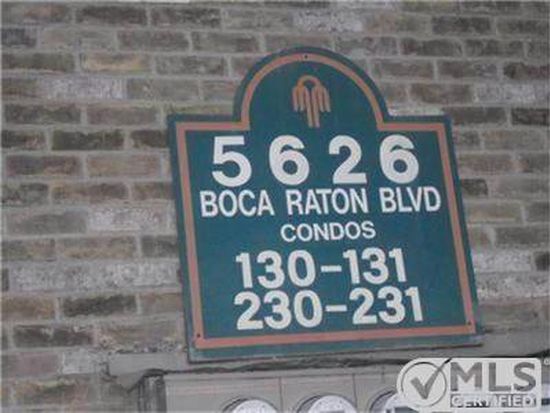 5626
BOCA RATON BLVD
CONDOS
130-131
230-231
MLS
CERTIFIED